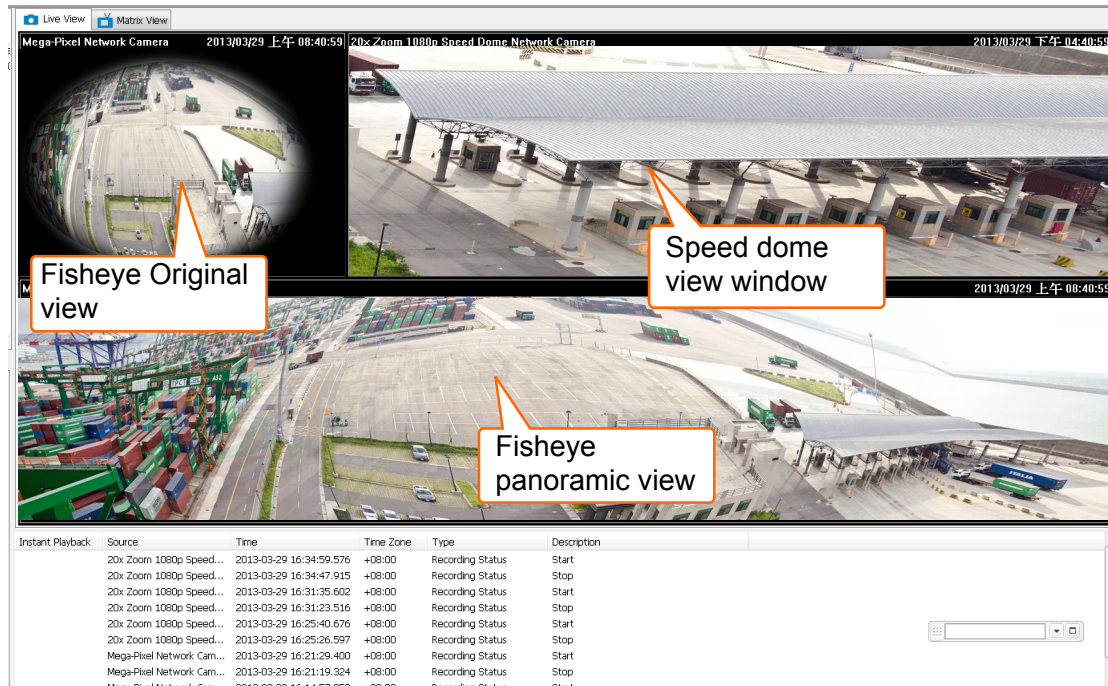 Live View
Matrix View
Mega-Pixel Network Camera 2013/03/29 上午 08:40:59
20x Zoom 1080p Speed Dome Network Camera 2013/03/29 下午 04:40:59
Fisheye Original
view
Speed dome
view window
M 2013/03/29 上午 08:40:59
Fisheye
panoramic view
ITALIA
Instant Playback Source Time Time Zone Type Description
20x Zoom 1080p Speed... 2013-03-29 16:34:59.576 +08:00 Recording Status Start
20x Zoom 1080p Speed... 2013-03-29 16:34:47.915 +08:00 Recording Status Stop
20x Zoom 1080p Speed... 2013-03-29 16:31:35.602 +08:00 Recording Status Start
20x Zoom 1080p Speed... 2013-03-29 16:31:23.516 +08:00 Recording Status Stop
20x Zoom 1080p Speed... 2013-03-29 16:25:40.676 +08:00 Recording Status Start
20x Zoom 1080p Speed... 2013-03-29 16:25:26.597 +08:00 Recording Status Stop
Mega-Pixel Network Cam... 2013-03-29 16:21:29.400 +08:00 Recording Status Start
Mega-Pixel Network Cam... 2013-03-29 16:21:19.324 +08:00 Recording Status Stop